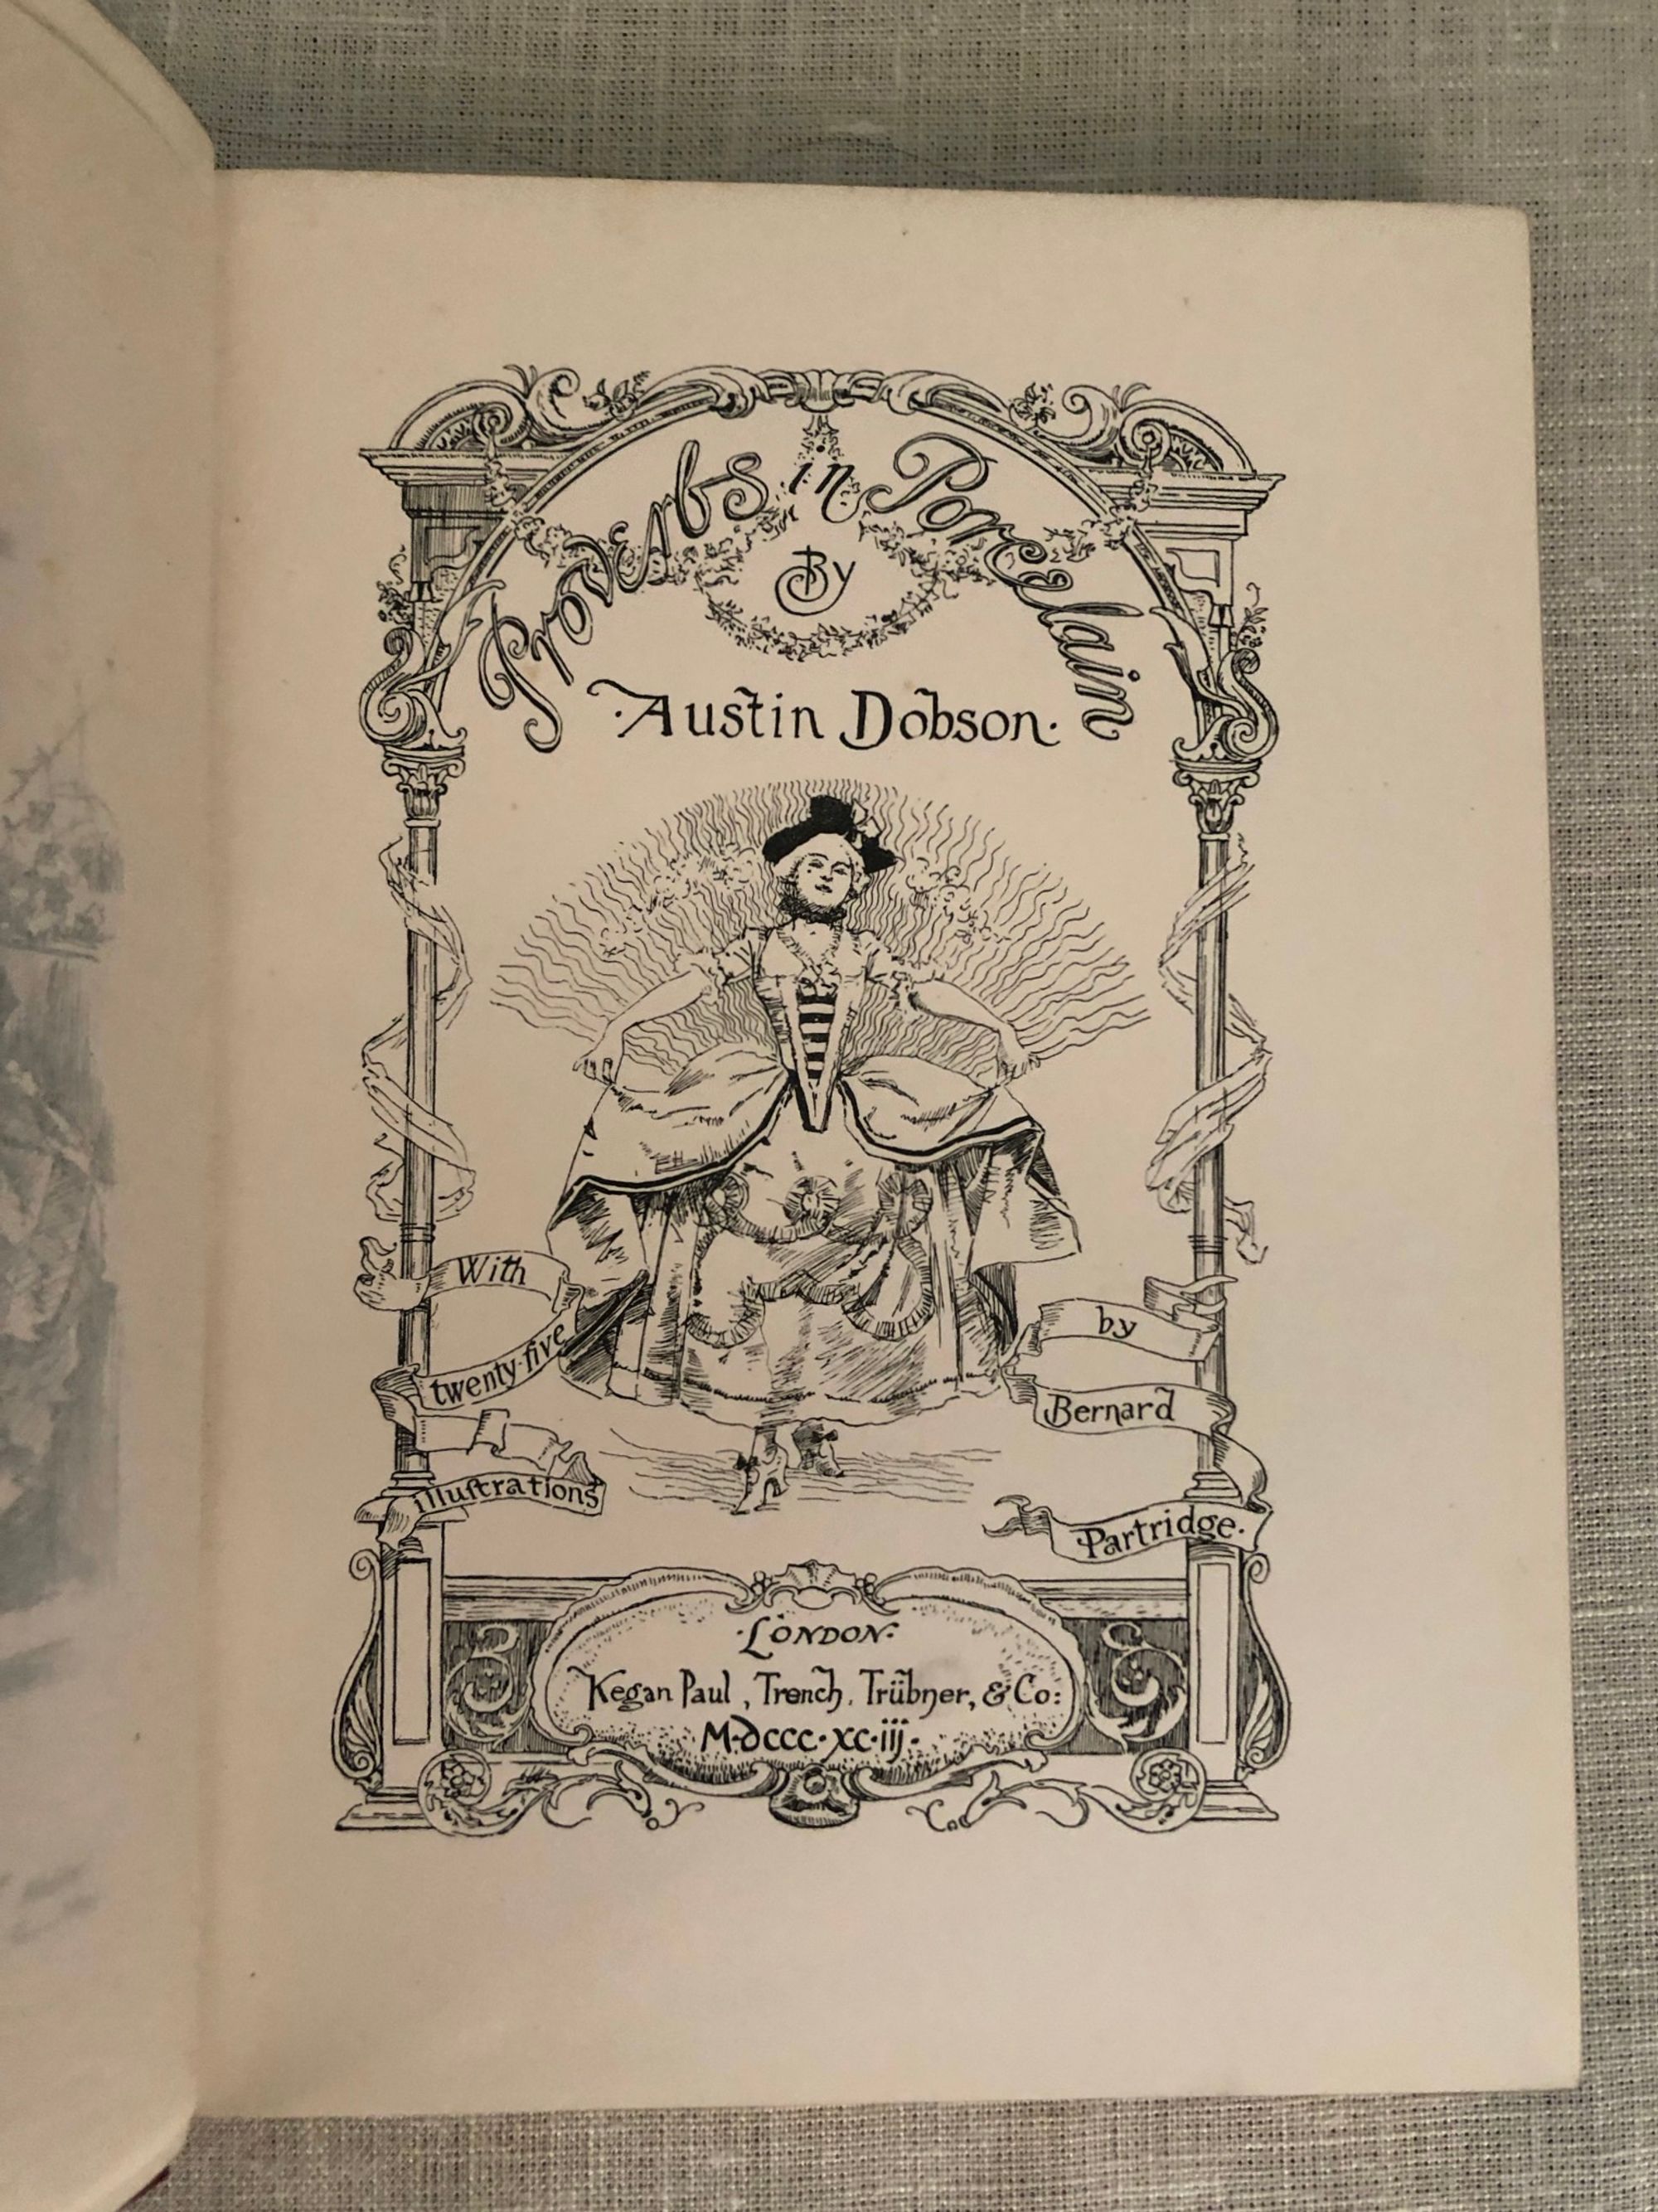 Proverbs in Porcelain
By
Austin Dobson.
With
twenty-five
illustrations
by
Bernard
Partridge.
London:
Kegan Paul, Trench, Trübner, & Co:
M·dccc·xc·iij·